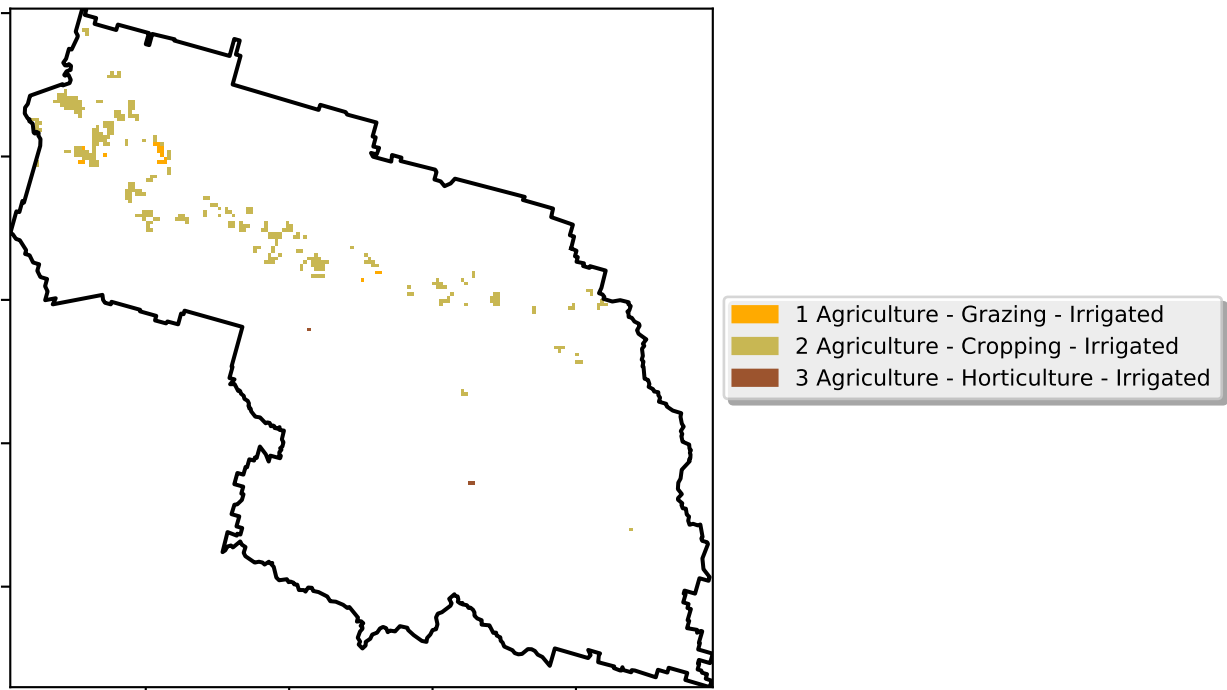 1 Agriculture - Grazing - Irrigated
2 Agriculture - Cropping - Irrigated
3 Agriculture - Horticulture - Irrigated